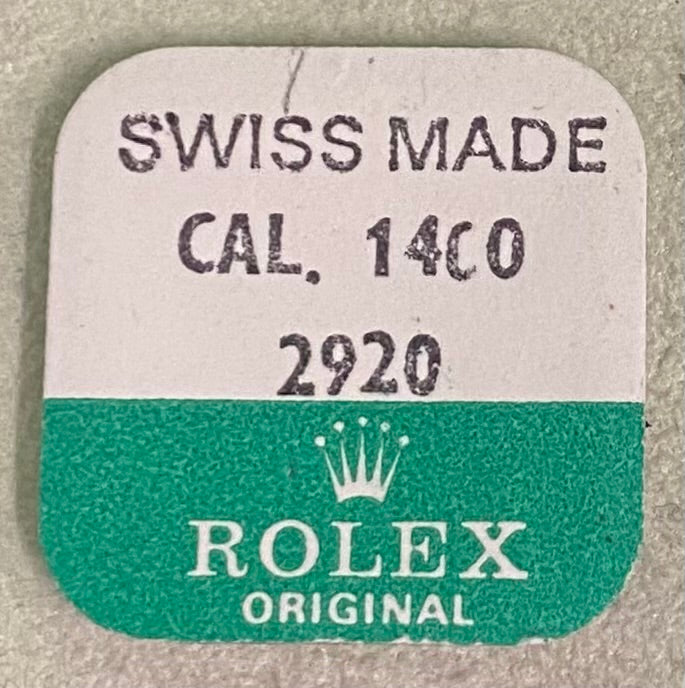 SWISS MADE
CAL. 14C0
2920
ROLEX
ORIGINAL